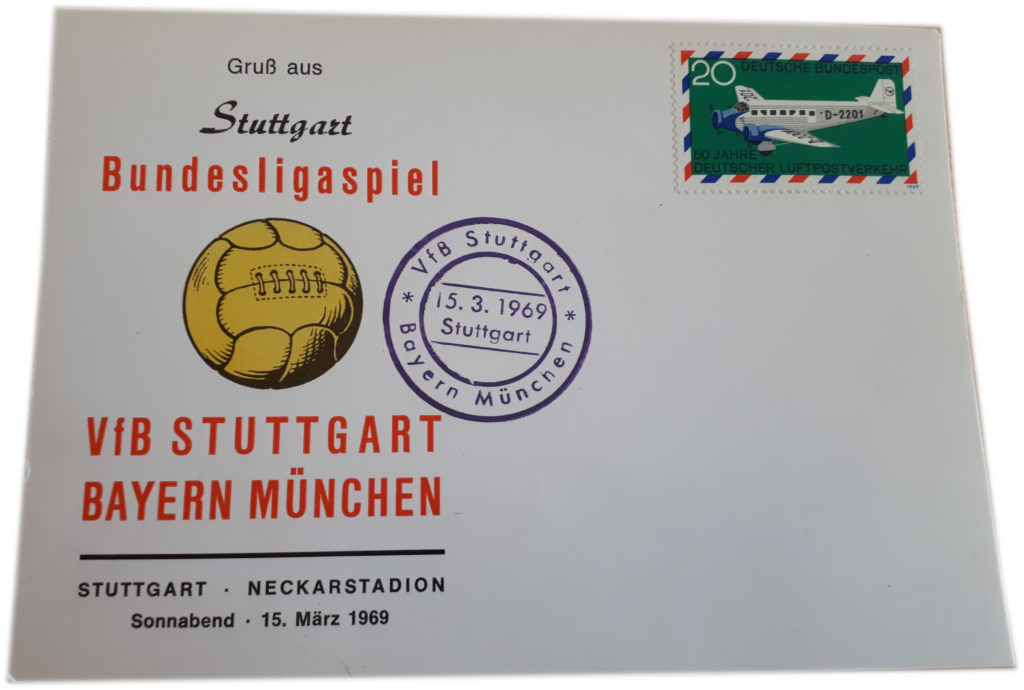 Gruß aus
Stuttgart
Bundesligaspiel
VfB STUTTGART
BAYERN MÜNCHEN
STUTTGART · NECKARSTADION
Sonnabend · 15. März 1969
VfB Stuttgart
15. 3. 1969
Stuttgart
* Bayern München *
20 DEUTSCHE BUNDESPOST
D-2201
50 JAHRE
DEUTSCHER LUFTPOSTVERKEHR
1969